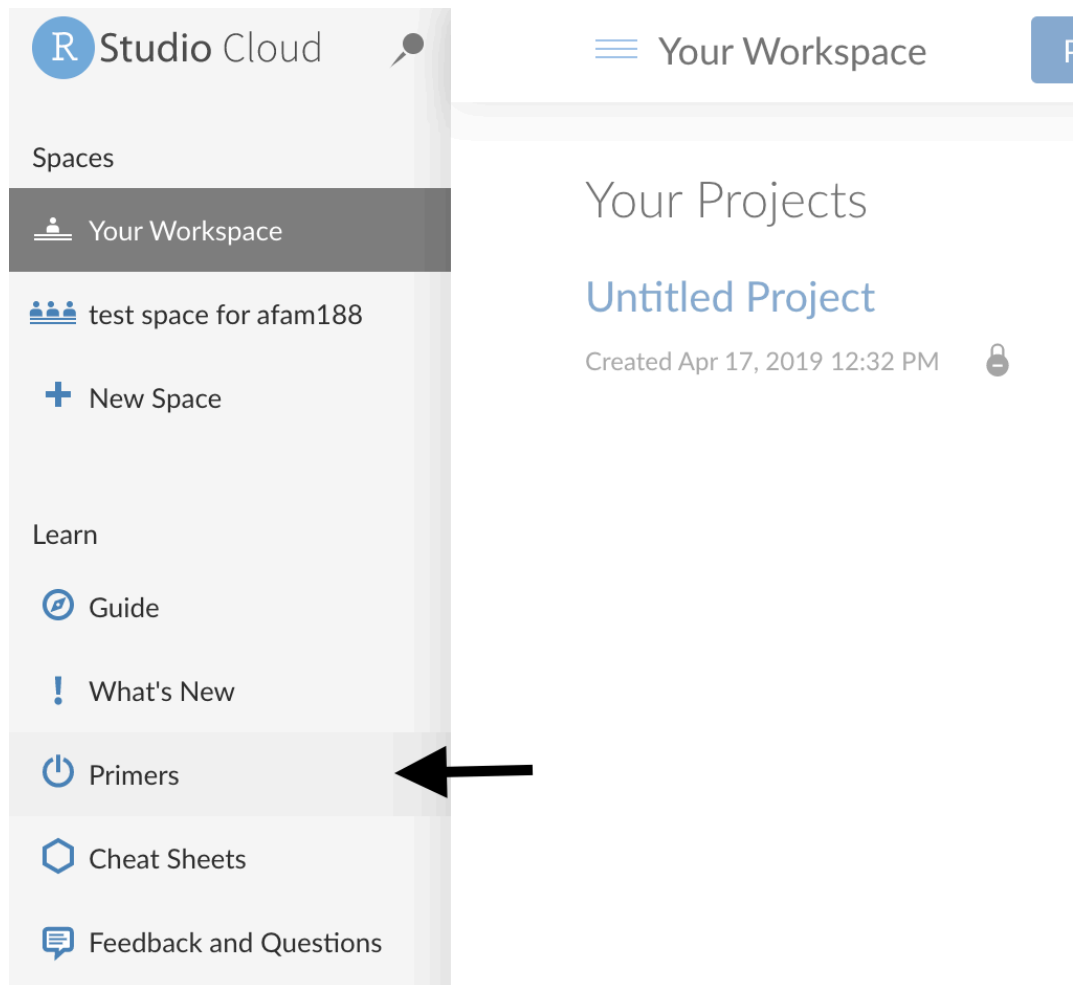 R Studio Cloud
Spaces
Your Workspace
test space for afam188
New Space
Learn
Guide
What's New
Primers
Cheat Sheets
Feedback and Questions
Your Workspace
Your Projects
Untitled Project
Created Apr 17, 2019 12:32 PM